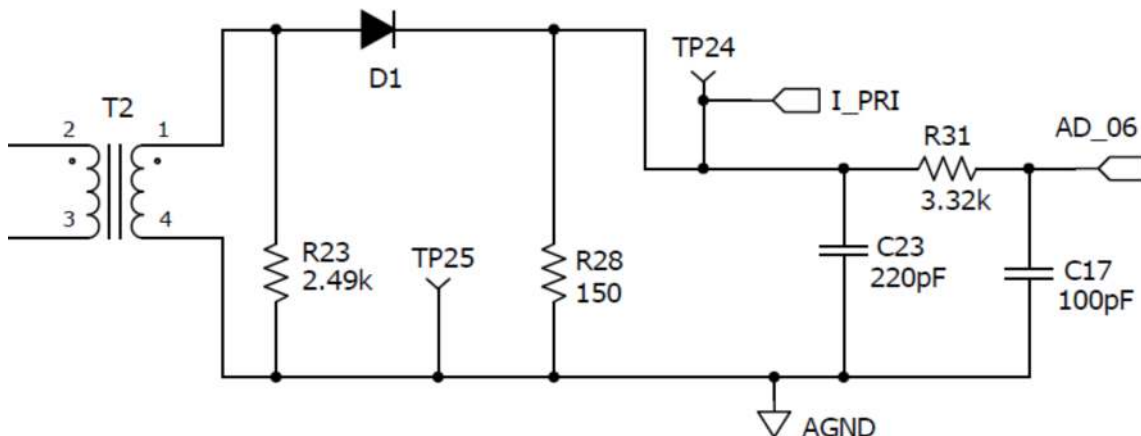 TP24
D1
I_PRI
T2
2
1
R31
AD_06
3.32k
3
4
R23
2.49k
TP25
R28
150
C23
220pF
C17
100pF
AGND